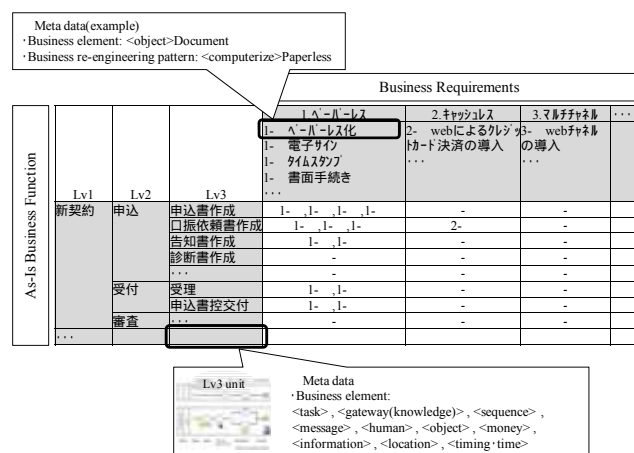 Meta data(example)
･Business element: <object>Document
･Business re-engineering pattern: <computerize>Paperless
Business Requirements
1.ペーパーレス 2.キャッシュレス 3.マルチチャネル ･･･
1- ペーパーレス化 2- webによるクレジットカード決済の導入 3- webチャネルの導入
1- 電子サイン ･･･ ･･･
1- タイムスタンプ
1- 書面手続き
･･･
As-Is Business Function
Lv1 Lv2 Lv3
新契約 申込 申込書作成 1- ,1- ,1- ,1- - -
口振依頼書作成 1- ,1- ,1- 2- -
告知書作成 1- ,1- - -
診断書作成 - - -
･･･ - - -
受付 受理 1- ,1- - -
申込書控交付 1- ,1- - -
審査 ･･･ - - -
･･･
Lv3 unit
Meta data
･Business element:
<task> , <gateway(knowledge)> , <sequence> ,
<message> , <human> , <object> , <money> ,
<information> , <location> , <timing･time>